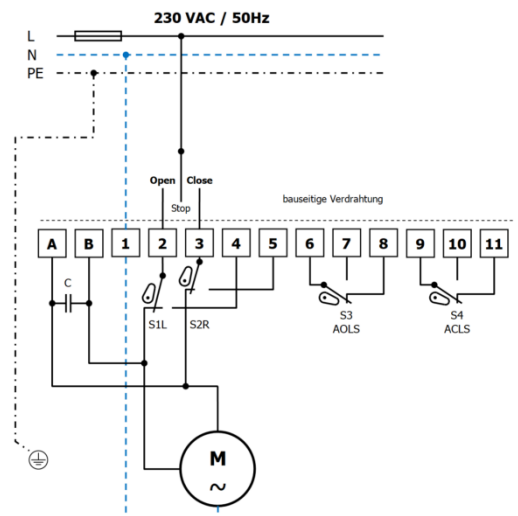 230 VAC / 50Hz
L
N
PE
Open Close
Stop
bauseitige Verdrahtung
A B 1 2 3 4 5 6 7 8 9 10 11
C
S1L S2R S3 S4
AOLS ACLS
M
~